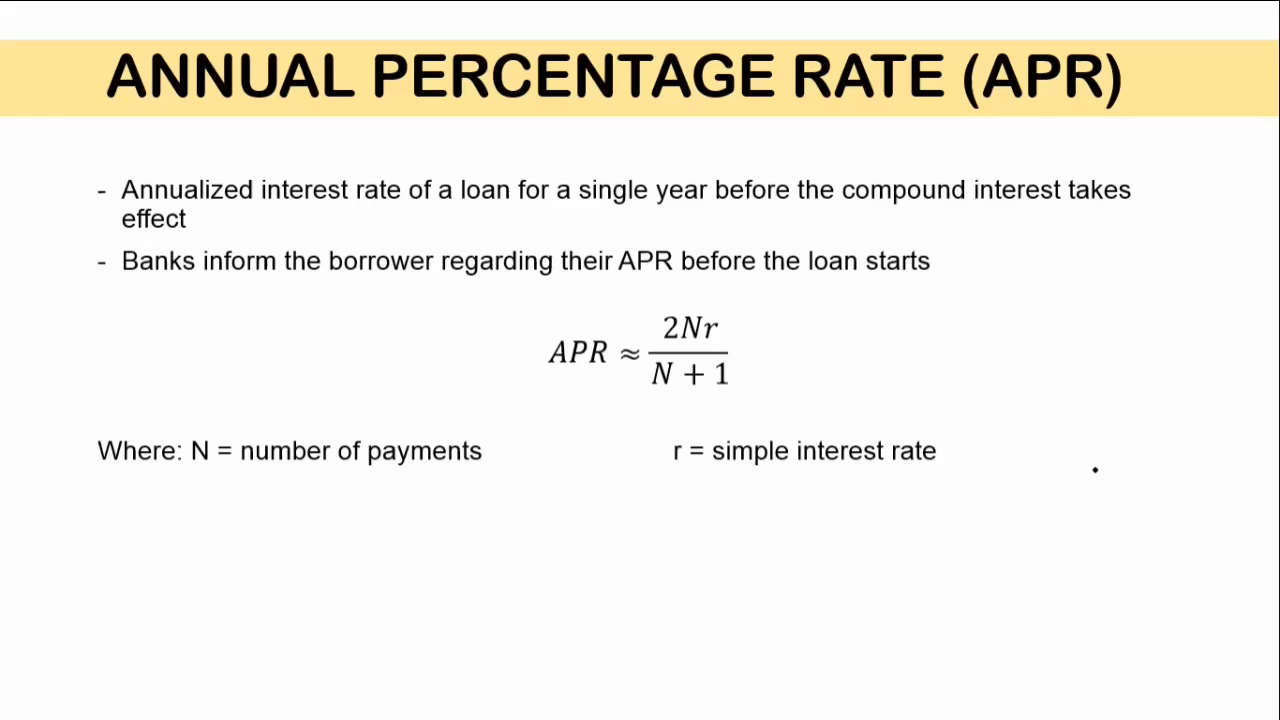 ANNUAL PERCENTAGE RATE (APR)
- Annualized interest rate of a loan for a single year before the compound interest takes
effect
- Banks inform the borrower regarding their APR before the loan starts
APR ≈ 2Nr / N + 1
Where: N = number of payments r = simple interest rate